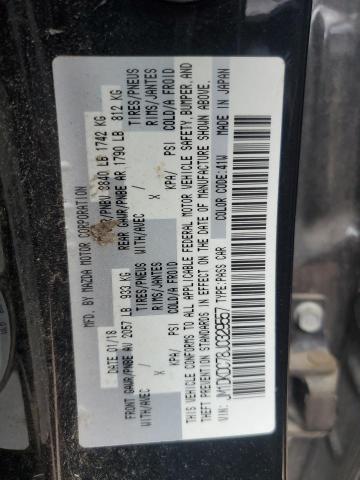 MFD. BY MAZDA MOTOR CORPORATION
DATE: 01/18 /PNBV 3840 LB 1742 KG
FRONT GAWR/PNBE AV 2057 LB 933 KG REAR GAWR/PNBE AR 1790 LB 812 KG
WITH/AVEC / TIRES/PNEUS WITH/AVEC / TIRES/PNEUS
/ RIMS/JANTES / RIMS/JANTES
KPA/ PSI COLD/A FROID KPA/ PSI COLD/A FROID
THIS VEHICLE CONFORMS TO ALL APPLICABLE FEDERAL MOTOR VEHICLE SAFETY, BUMPER, AND
THEFT PREVENTION STANDARDS IN EFFECT ON THE DATE OF MANUFACTURE SHOWN ABOVE.
VIN: TYPE:PASS CAR COLOR CODE:41W MADE IN JAPAN